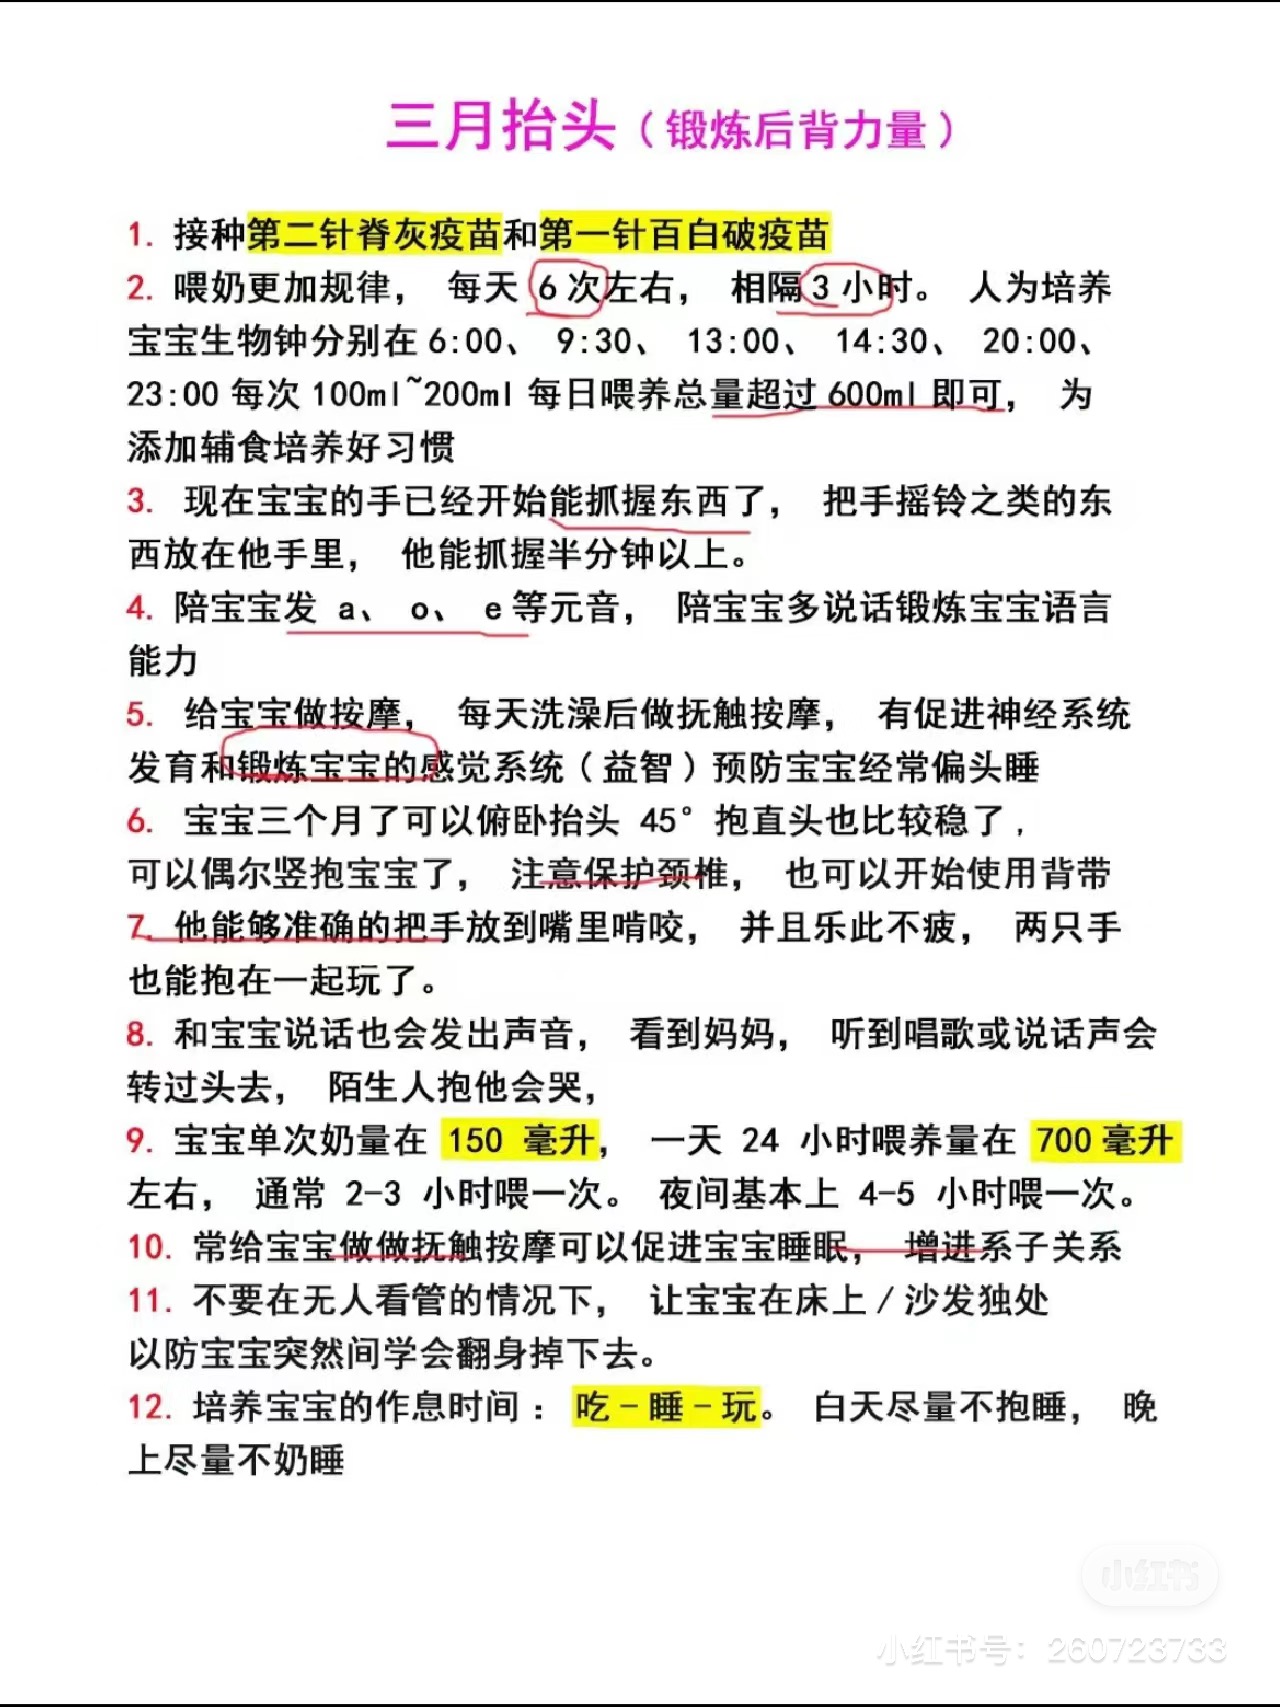 三月抬头（锻炼后背力量）
1. 接种第二针脊灰疫苗和第一针百白破疫苗
2. 喂奶更加规律， 每天 6 次左右， 相隔 3 小时。 人为培养
宝宝生物钟分别在 6:00、 9:30、 13:00、 14:30、 20:00、
23:00 每次 100ml~200ml 每日喂养总量超过 600ml 即可， 为
添加辅食培养好习惯
3. 现在宝宝的手已经开始能抓握东西了， 把手摇铃之类的东
西放在他手里， 他能抓握半分钟以上。
4. 陪宝宝发 a、 o、 e 等元音， 陪宝宝多说话锻炼宝宝语言
能力
5. 给宝宝做按摩， 每天洗澡后做抚触按摩， 有促进神经系统
发育和锻炼宝宝的感觉系统（益智）预防宝宝经常偏头睡
6. 宝宝三个月了可以俯卧抬头 45° 抱直头也比较稳了，
可以偶尔竖抱宝宝了， 注意保护颈椎， 也可以开始使用背带
7. 他能够准确的把手放到嘴里啃咬， 并且乐此不疲， 两只手
也能抱在一起玩了。
8. 和宝宝说话也会发出声音， 看到妈妈， 听到唱歌或说话声会
转过头去， 陌生人抱他会哭，
9. 宝宝单次奶量在 150 毫升， 一天 24 小时喂养量在 700 毫升
左右， 通常 2-3 小时喂一次。 夜间基本上 4-5 小时喂一次。
10. 常给宝宝做做抚触按摩可以促进宝宝睡眠， 增进系子关系
11. 不要在无人看管的情况下， 让宝宝在床上/沙发独处
以防宝宝突然间学会翻身掉下去。
12. 培养宝宝的作息时间： 吃-睡-玩。 白天尽量不抱睡， 晚
上尽量不奶睡
小红书
小红书号：260723733